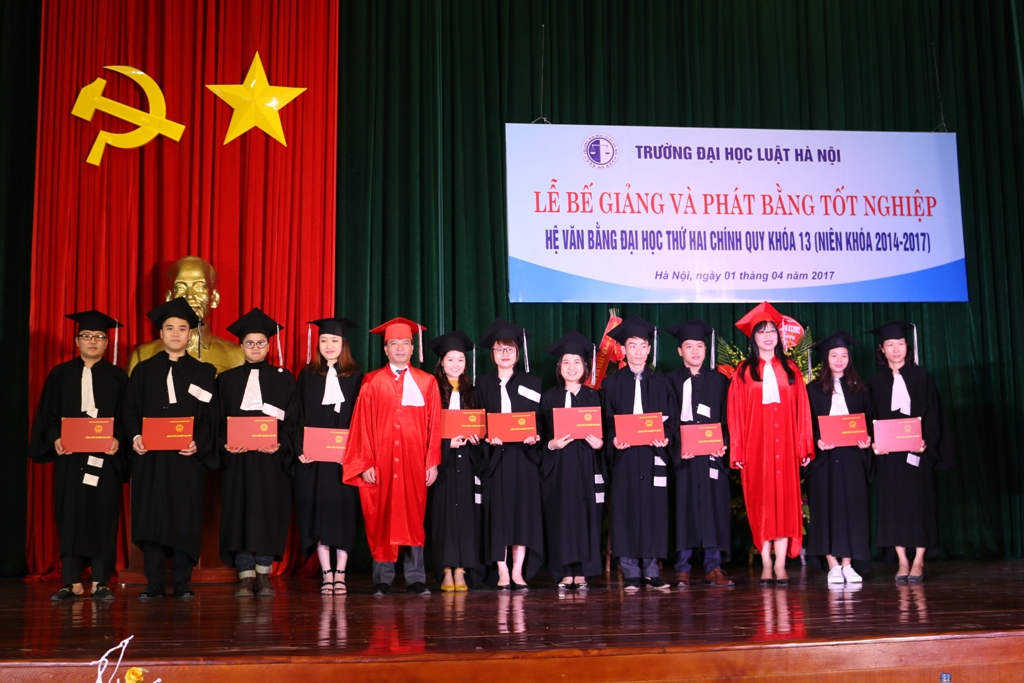 TRƯỜNG ĐẠI HỌC LUẬT HÀ NỘI
LỄ BẾ GIẢNG VÀ PHÁT BẰNG TỐT NGHIỆP
HỆ VĂN BẰNG ĐẠI HỌC THỨ HAI CHÍNH QUY KHÓA 13 (NIÊN KHÓA 2014-2017)
Hà Nội, ngày 01 tháng 04 năm 2017